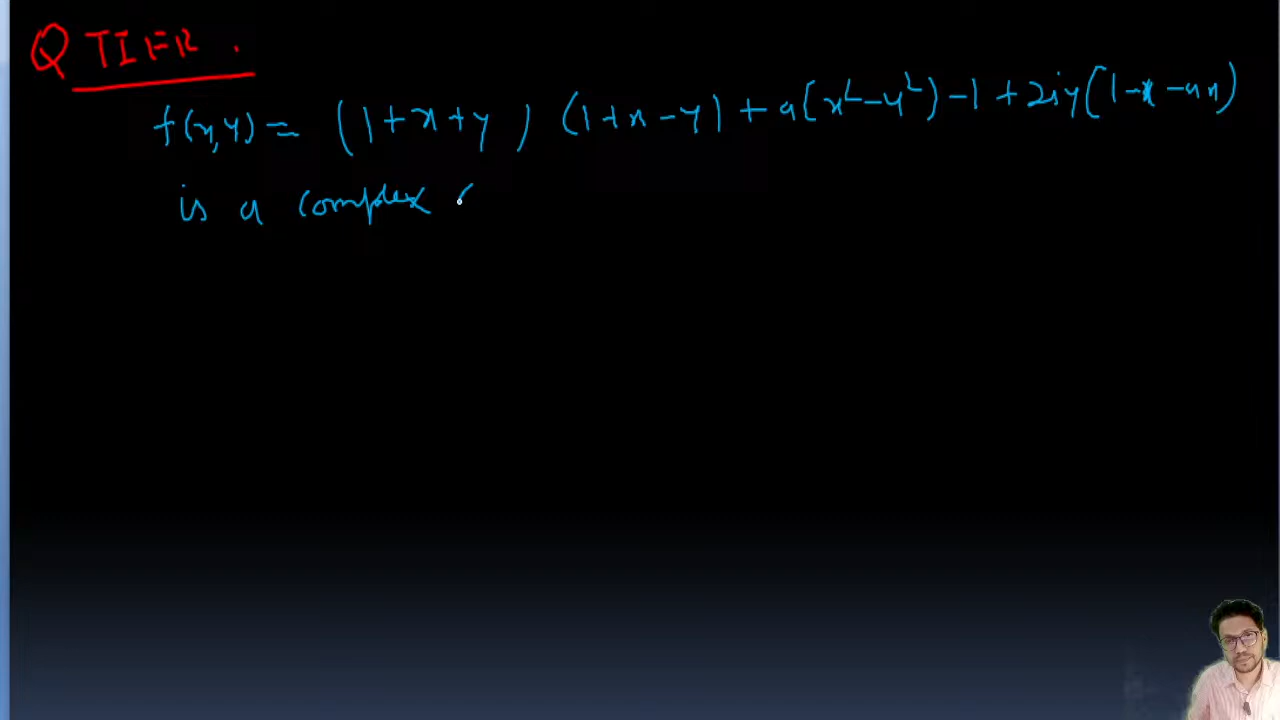 Q TIFR.
f(x,y) = (1+x+y) (1+x-y) + a(x²-y²) -1 + 2iy(1-x-ax)
is a complex